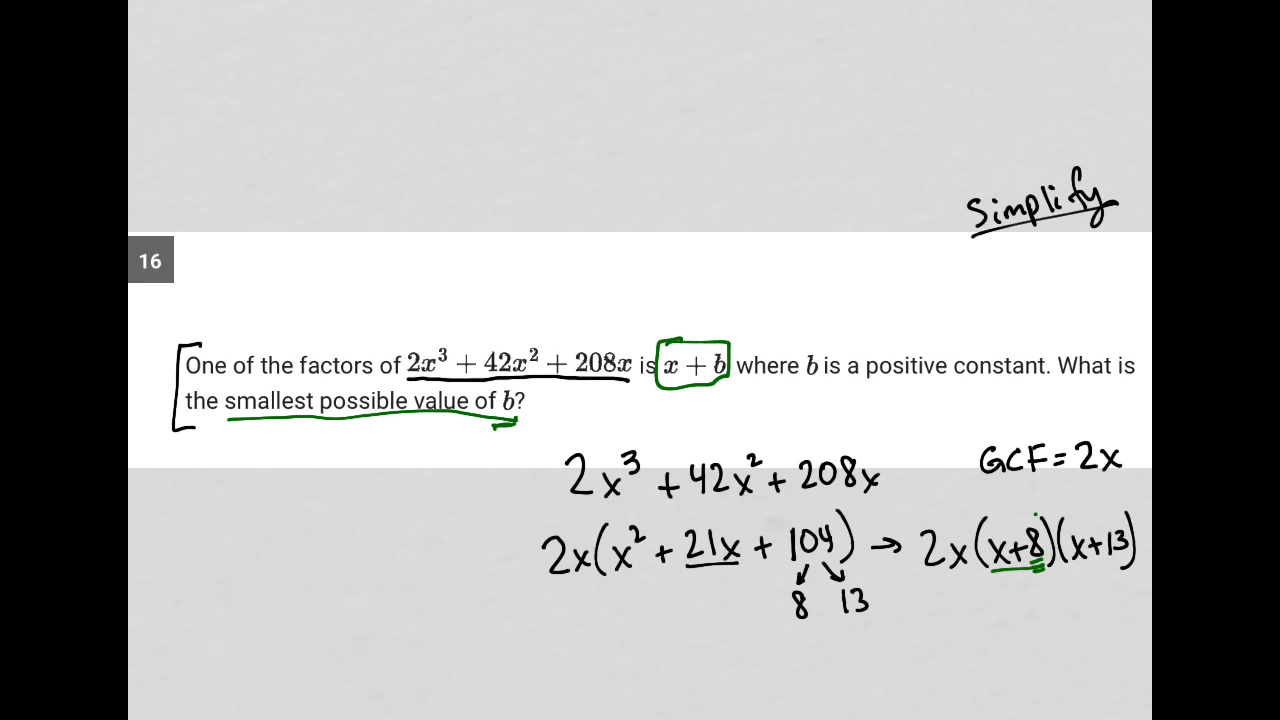 Simplify
16
One of the factors of 2x³ + 42x² + 208x is x + b where b is a positive constant. What is
the smallest possible value of b?
2x³ + 42x² + 208x
GCF = 2x
2x(x² + 21x + 104) → 2x(x+8)(x+13)
8 13